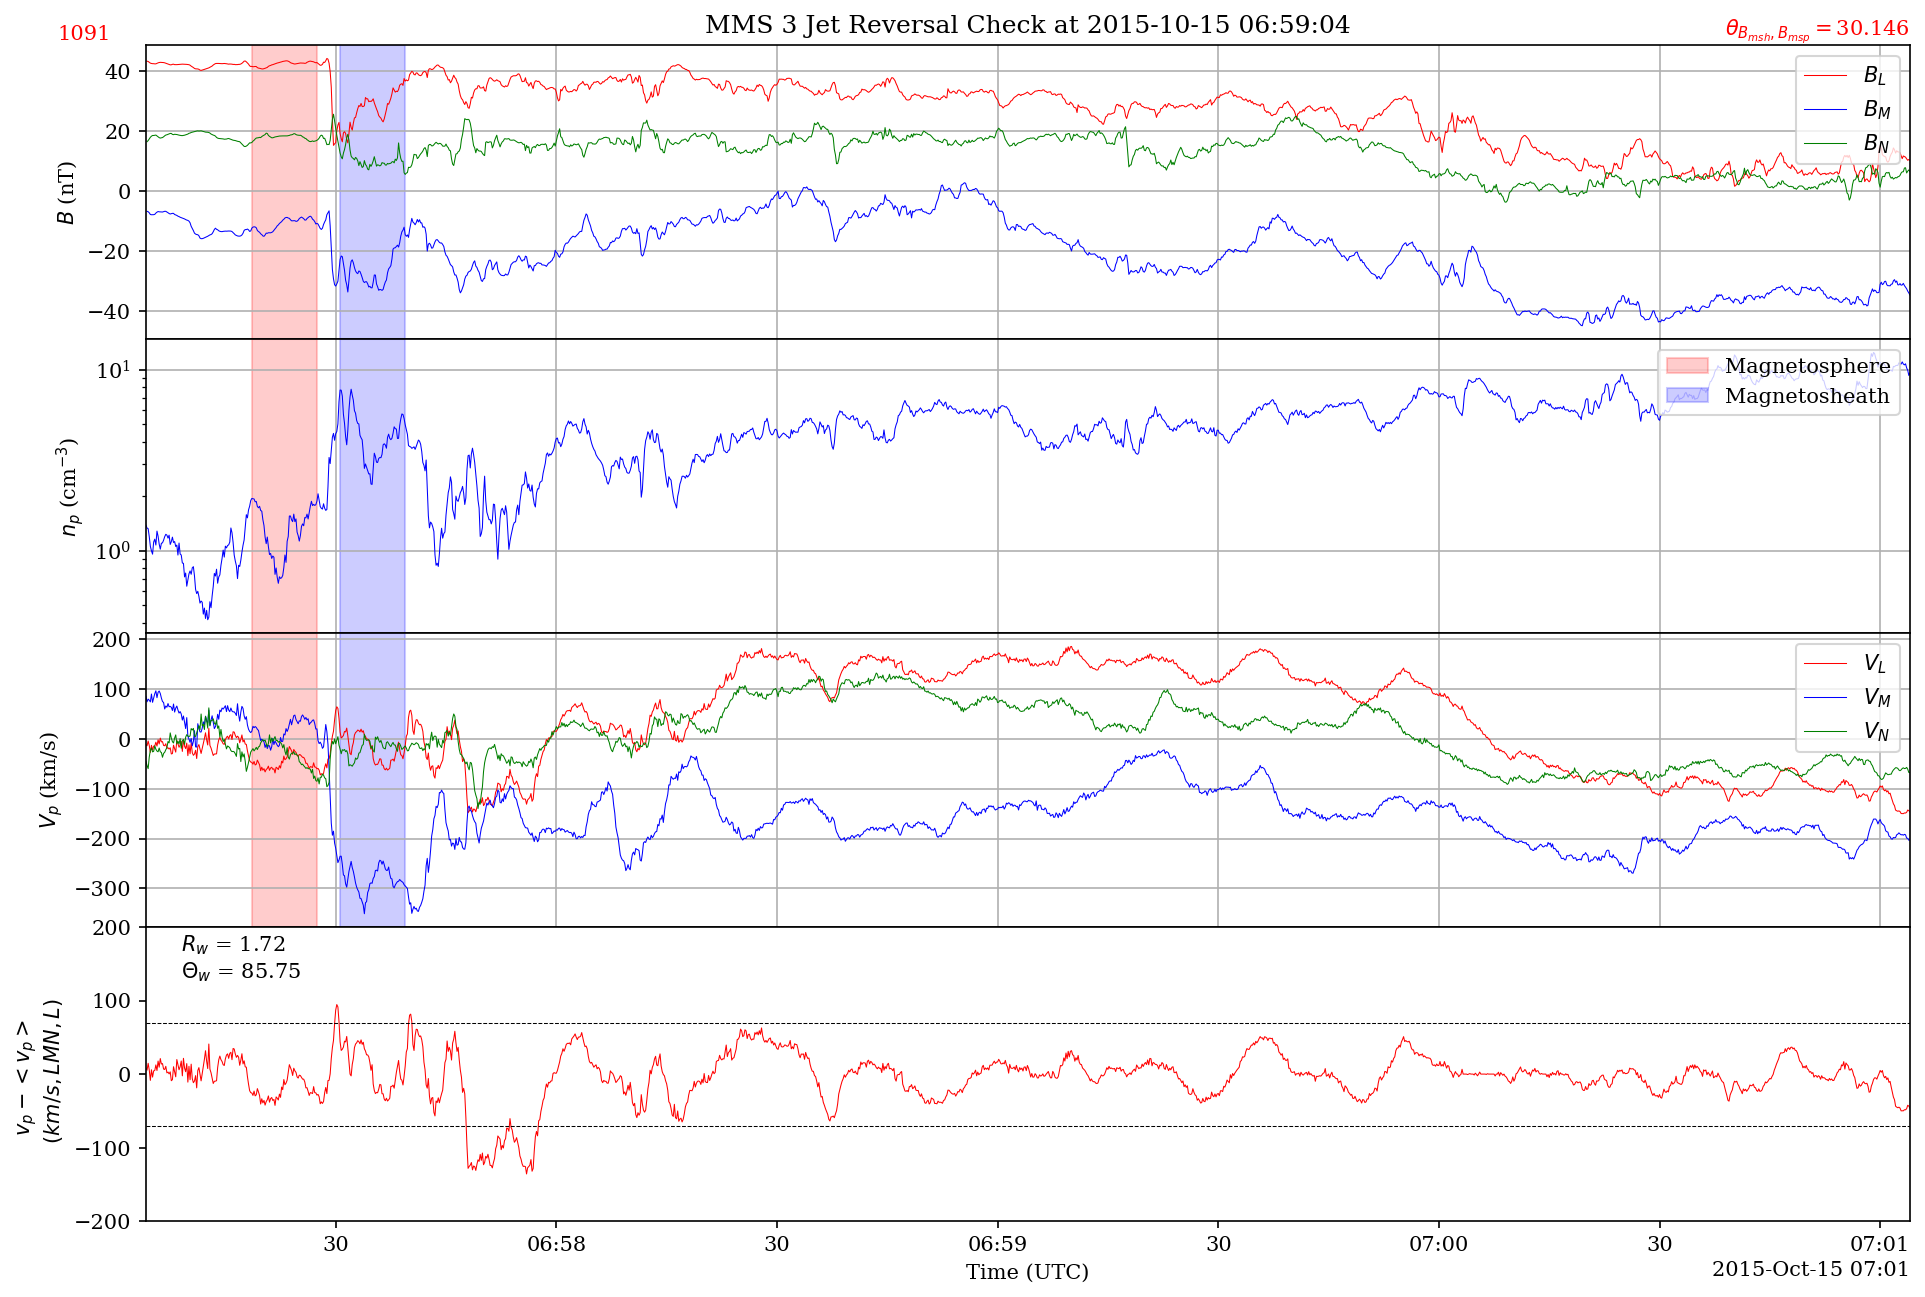 1091
MMS 3 Jet Reversal Check at 2015-10-15 06:59:04
θ_{B_{msh}, B_{msp}} = 30.146
B (nT)
40
20
0
−20
−40
B_L
B_M
B_N
n_p (cm⁻³)
10¹
10⁰
Magnetosphere
Magnetosheath
V_p (km/s)
200
100
0
−100
−200
−300
V_L
V_M
V_N
v_p − < v_p >
(km/s, LMN, L)
200
100
0
−100
−200
R_w = 1.72
Θ_w = 85.75
30
06:58
30
06:59
30
07:00
30
07:01
Time (UTC)
2015-Oct-15 07:01